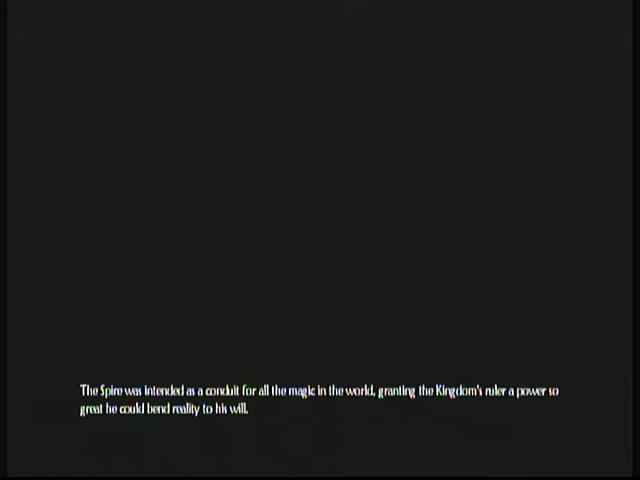 The Spire was intended as a conduit for all the magic in the world, granting the Kingdom's ruler a power so
great he could bend reality to his will.